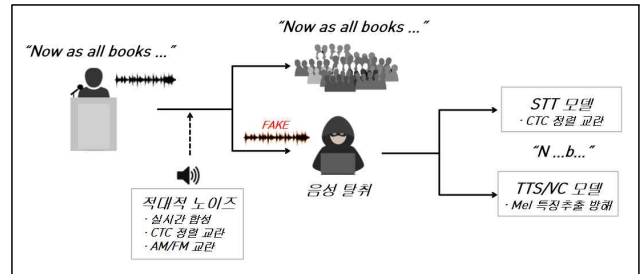 "Now as all books ..."
"Now as all books ..."
FAKE
음성 탈취
적대적 노이즈
· 실시간 합성
· CTC 정렬 교란
· AM/FM 교란
STT 모델
· CTC 정렬 교란
"N ...b..."
TTS/VC 모델
· Mel 특징추출 방해